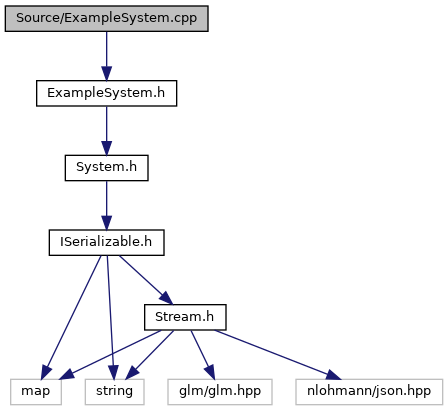 Source/ExampleSystem.cpp
ExampleSystem.h
System.h
ISerializable.h
Stream.h
map
string
glm/glm.hpp
nlohmann/json.hpp